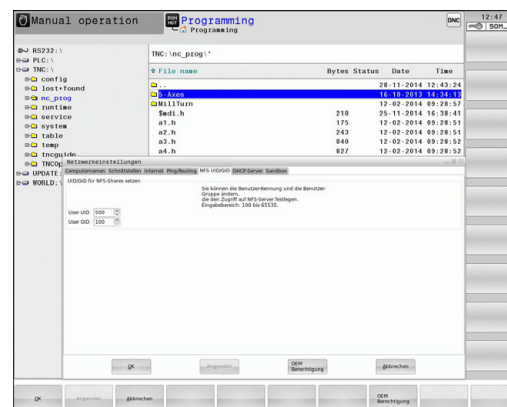 Manual operation
PGM MGT Programming
Programming
DNC
12:47
SOM...
RS232:\
PLC:\
TNC:\
config
lost+found
nc_prog
runtime
service
system
table
temp
tncguide
UPDATE:
WORLD:\
TNC:\nc_prog\*
File name Bytes Status Date Time
.. 28-11-2014 12:43:24
5-Axes 16-10-2013 14:34:13
MillTurn 12-02-2014 09:28:57
$mdi.h 210 25-11-2014 16:38:41
a1.h 175 12-02-2014 09:28:51
a2.h 243 12-02-2014 09:28:51
a3.h 840 12-02-2014 09:28:52
a4.h 827 12-02-2014 09:28:52
Netzwerkeinstellungen
Computernamen Schnittstellen Internet Ping/Routing NFS UID/GID DHCP-Server Sandbox
UID/GID für NFS-Shares setzen
Sie können die Benutzer-Kennung und die Benutzer-
Gruppe ändern,
die den Zugriff auf NFS-Server festlegen.
Eingabebereich: 100 bis 65535.
User UID 500
User GID 100
OK Anwenden OEM Berechtigung Abbrechen
OK Anwenden Abbrechen OEM Berechtigung